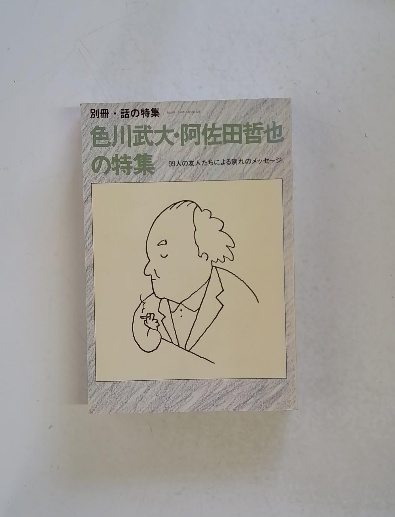 別冊・話の特集
色川武大・阿佐田哲也
の特集
99人の友人たちによる別れのメッセージ